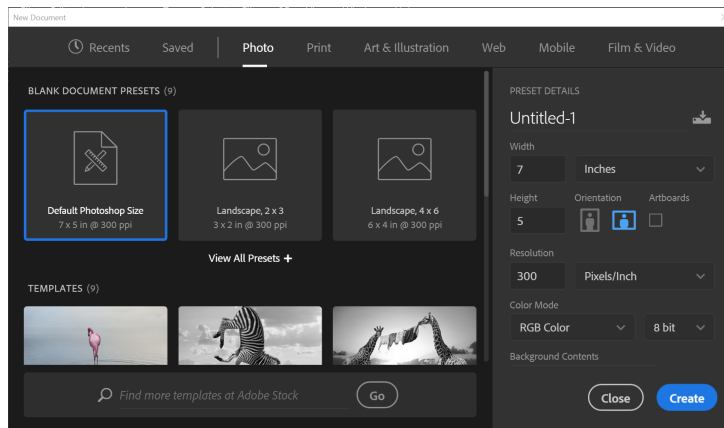 New Document
Recents Saved Photo Print Art & Illustration Web Mobile Film & Video
BLANK DOCUMENT PRESETS (9)
Default Photoshop Size
7 x 5 in @ 300 ppi
Landscape, 2 x 3
3 x 2 in @ 300 ppi
Landscape, 4 x 6
6 x 4 in @ 300 ppi
View All Presets +
TEMPLATES (9)
Find more templates at Adobe Stock
Go
PRESET DETAILS
Untitled-1
Width
7 Inches
Height Orientation Artboards
5
Resolution
300 Pixels/Inch
Color Mode
RGB Color 8 bit
Background Contents
Close Create